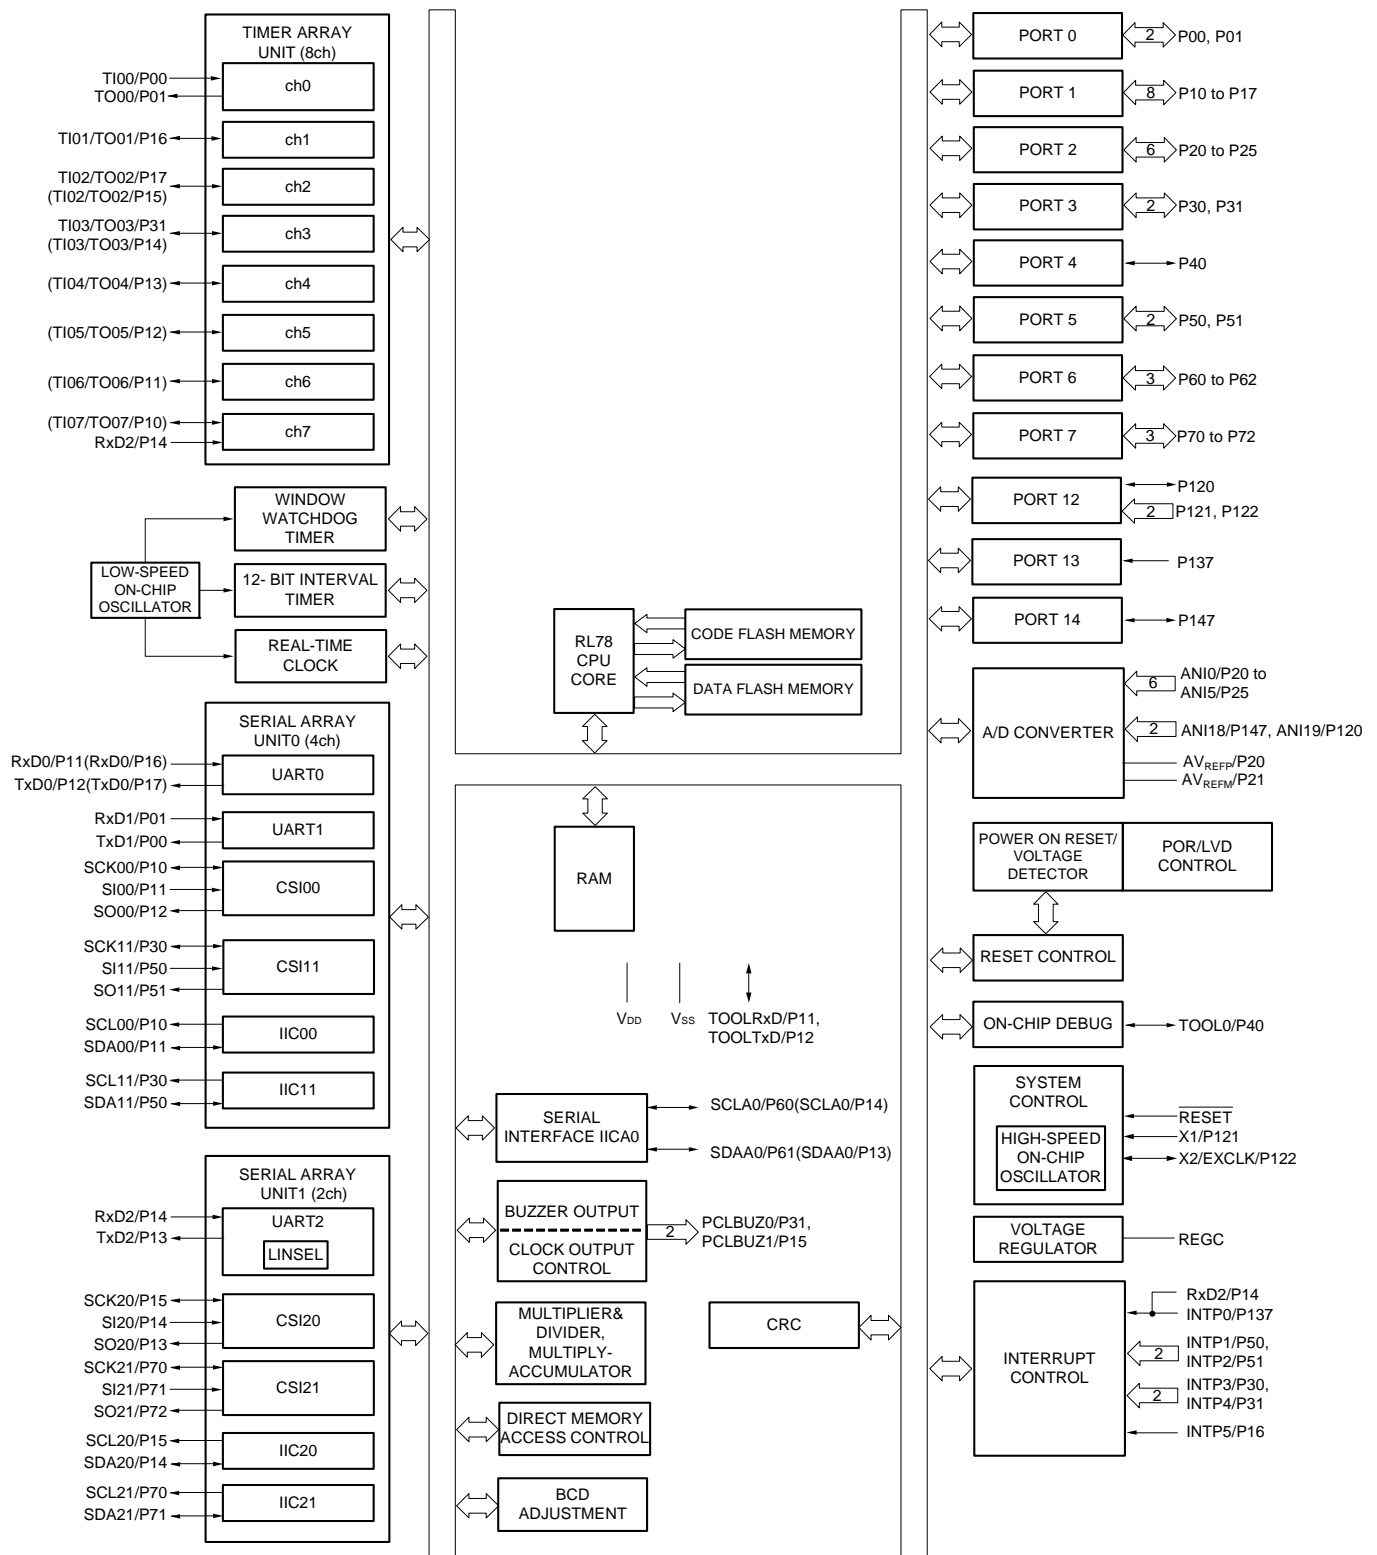 TIMER ARRAY
UNIT (8ch)
TI00/P00
TO00/P01
ch0
TI01/TO01/P16
ch1
TI02/TO02/P17
(TI02/TO02/P15)
ch2
TI03/TO03/P31
(TI03/TO03/P14)
ch3
(TI04/TO04/P13)
ch4
(TI05/TO05/P12)
ch5
(TI06/TO06/P11)
ch6
(TI07/TO07/P10)
RxD2/P14
ch7
WINDOW
WATCHDOG
TIMER
LOW-SPEED
ON-CHIP
OSCILLATOR
12- BIT INTERVAL
TIMER
REAL-TIME
CLOCK
SERIAL ARRAY
UNIT0 (4ch)
RxD0/P11(RxD0/P16)
TxD0/P12(TxD0/P17)
UART0
RxD1/P01
TxD1/P00
UART1
SCK00/P10
SI00/P11
SO00/P12
CSI00
SCK11/P30
SI11/P50
SO11/P51
CSI11
SCL00/P10
SDA00/P11
IIC00
SCL11/P30
SDA11/P50
IIC11
SERIAL ARRAY
UNIT1 (2ch)
RxD2/P14
TxD2/P13
UART2
LINSEL
SCK20/P15
SI20/P14
SO20/P13
CSI20
SCK21/P70
SI21/P71
SO21/P72
CSI21
SCL20/P15
SDA20/P14
IIC20
SCL21/P70
SDA21/P71
IIC21
RL78
CPU
CORE
CODE FLASH MEMORY
DATA FLASH MEMORY
RAM
VDD
VSS
TOOLRxD/P11,
TOOLTxD/P12
SERIAL
INTERFACE IICA0
SCLA0/P60(SCLA0/P14)
SDAA0/P61(SDAA0/P13)
BUZZER OUTPUT
CLOCK OUTPUT
CONTROL
2
PCLBUZ0/P31,
PCLBUZ1/P15
MULTIPLIER&
DIVIDER,
MULTIPLY-
ACCUMULATOR
CRC
DIRECT MEMORY
ACCESS CONTROL
BCD
ADJUSTMENT
PORT 0
2
P00, P01
PORT 1
8
P10 to P17
PORT 2
6
P20 to P25
PORT 3
2
P30, P31
PORT 4
P40
PORT 5
2
P50, P51
PORT 6
3
P60 to P62
PORT 7
3
P70 to P72
PORT 12
P120
2
P121, P122
PORT 13
P137
PORT 14
P147
A/D CONVERTER
6
ANI0/P20 to
ANI5/P25
2
ANI18/P147, ANI19/P120
AVREFP/P20
AVREFM/P21
POWER ON RESET/
VOLTAGE
DETECTOR
POR/LVD
CONTROL
RESET CONTROL
ON-CHIP DEBUG
TOOL0/P40
SYSTEM
CONTROL
HIGH-SPEED
ON-CHIP
OSCILLATOR
RESET
X1/P121
X2/EXCLK/P122
VOLTAGE
REGULATOR
REGC
INTERRUPT
CONTROL
RxD2/P14
INTP0/P137
2
INTP1/P50,
INTP2/P51
2
INTP3/P30,
INTP4/P31
INTP5/P16